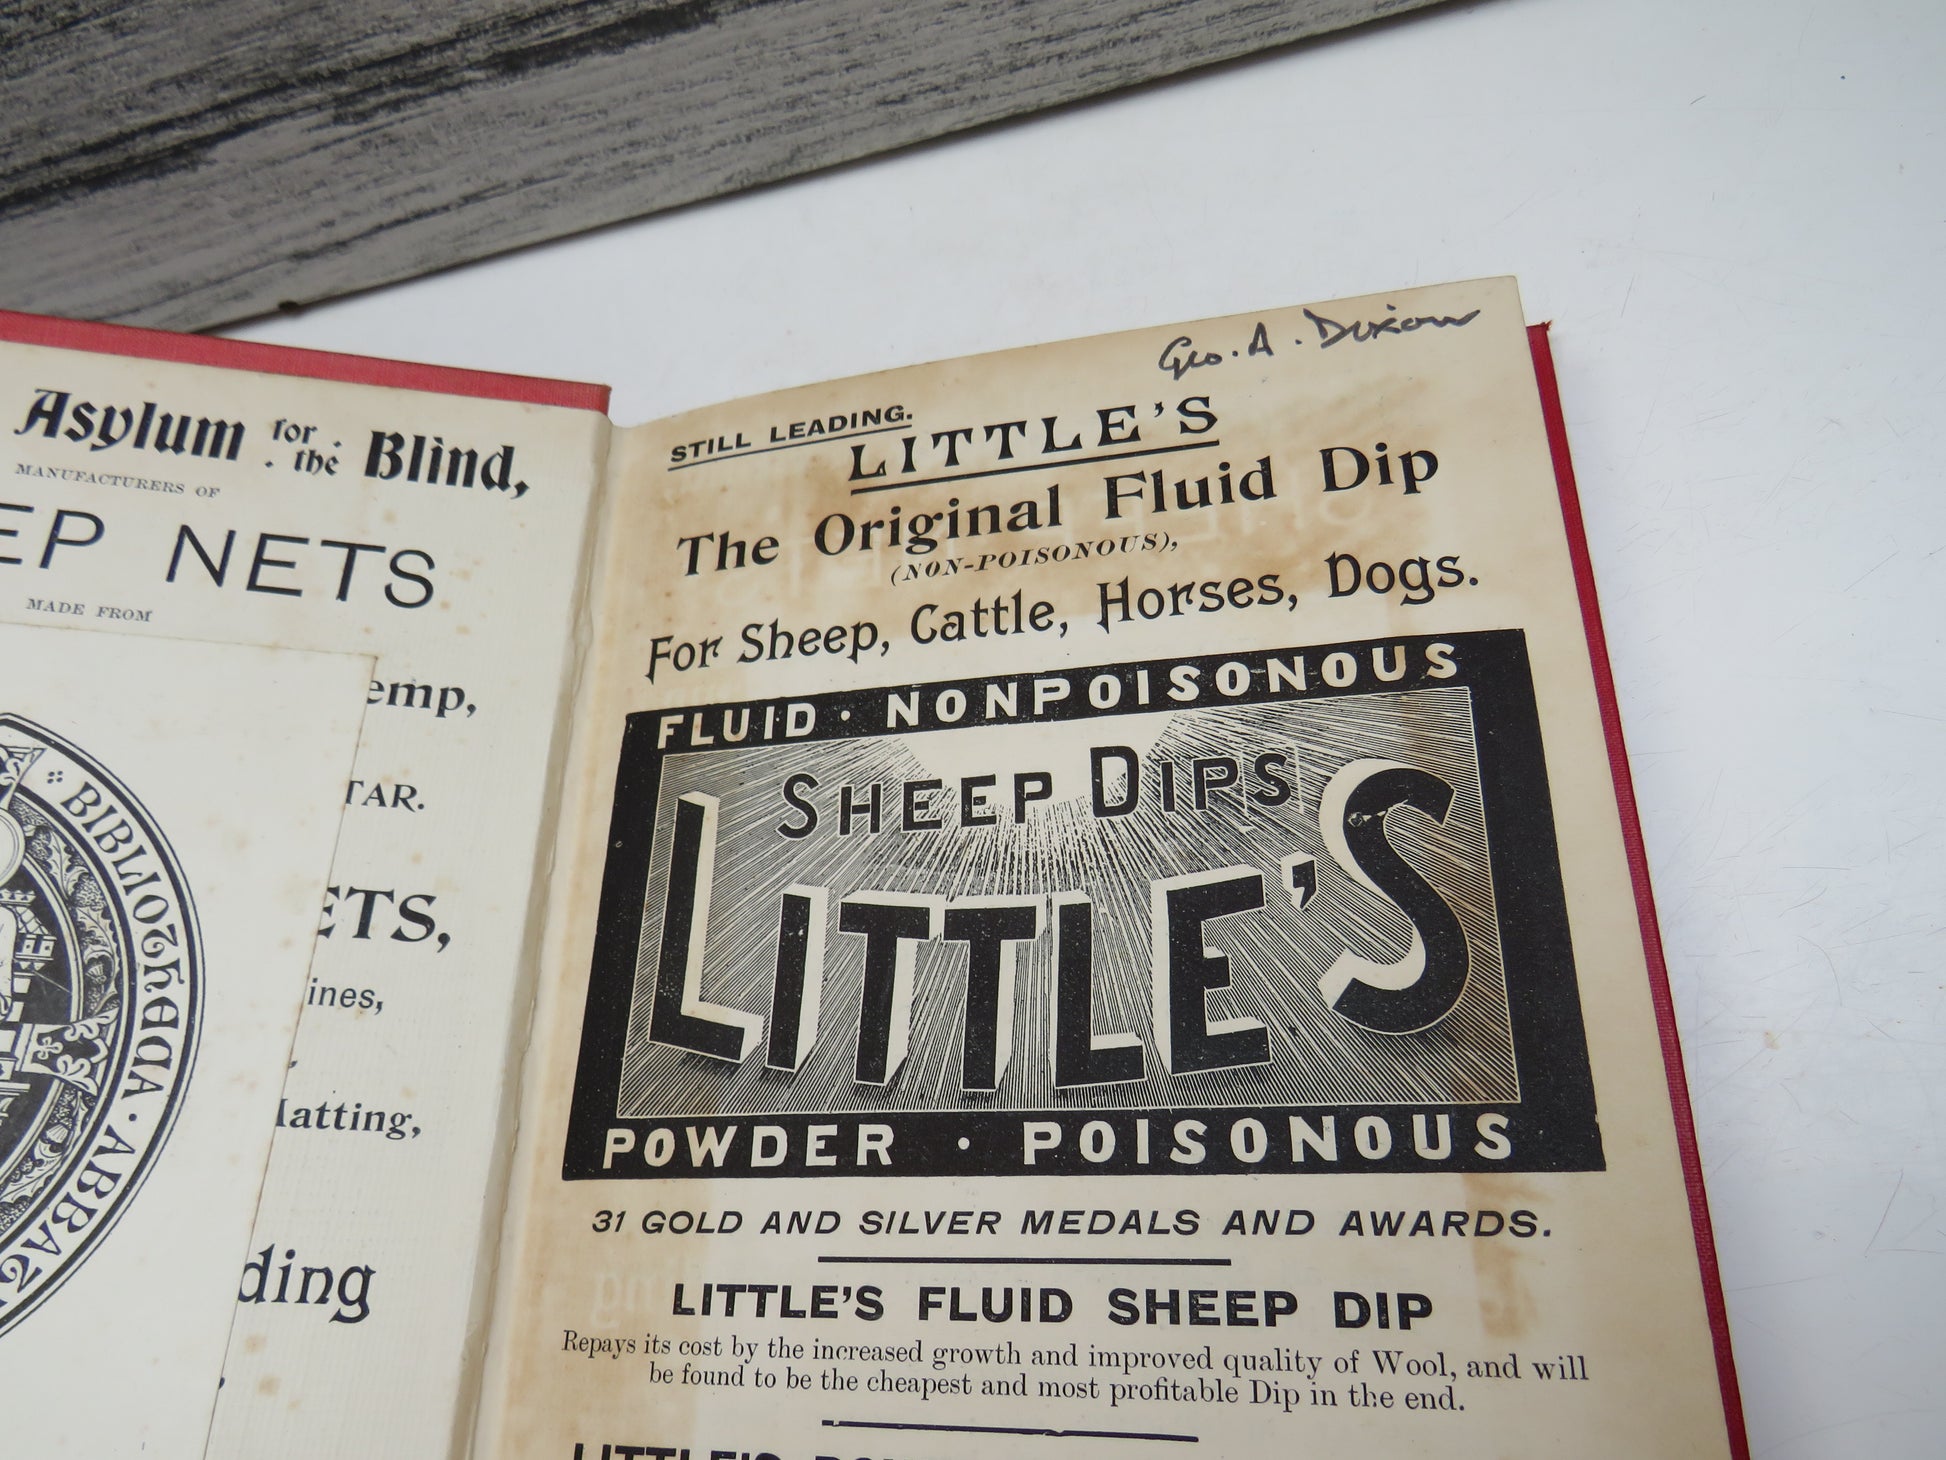 Asylum for the Blind,
MANUFACTURERS OF
EP NETS
MADE FROM
emp,
TAR.
ETS,
ines,
atting,
ding
BIBLIOTHECA · ABBAT
Geo. A. Dixon
STILL LEADING.
LITTLE'S
The Original Fluid Dip
(NON-POISONOUS),
For Sheep, Cattle, Horses, Dogs.
FLUID · NONPOISONOUS
SHEEP DIPS
LITTLE'S
POWDER · POISONOUS
31 GOLD AND SILVER MEDALS AND AWARDS.
LITTLE'S FLUID SHEEP DIP
Repays its cost by the increased growth and improved quality of Wool, and will
be found to be the cheapest and most profitable Dip in the end.
LITTLE'S